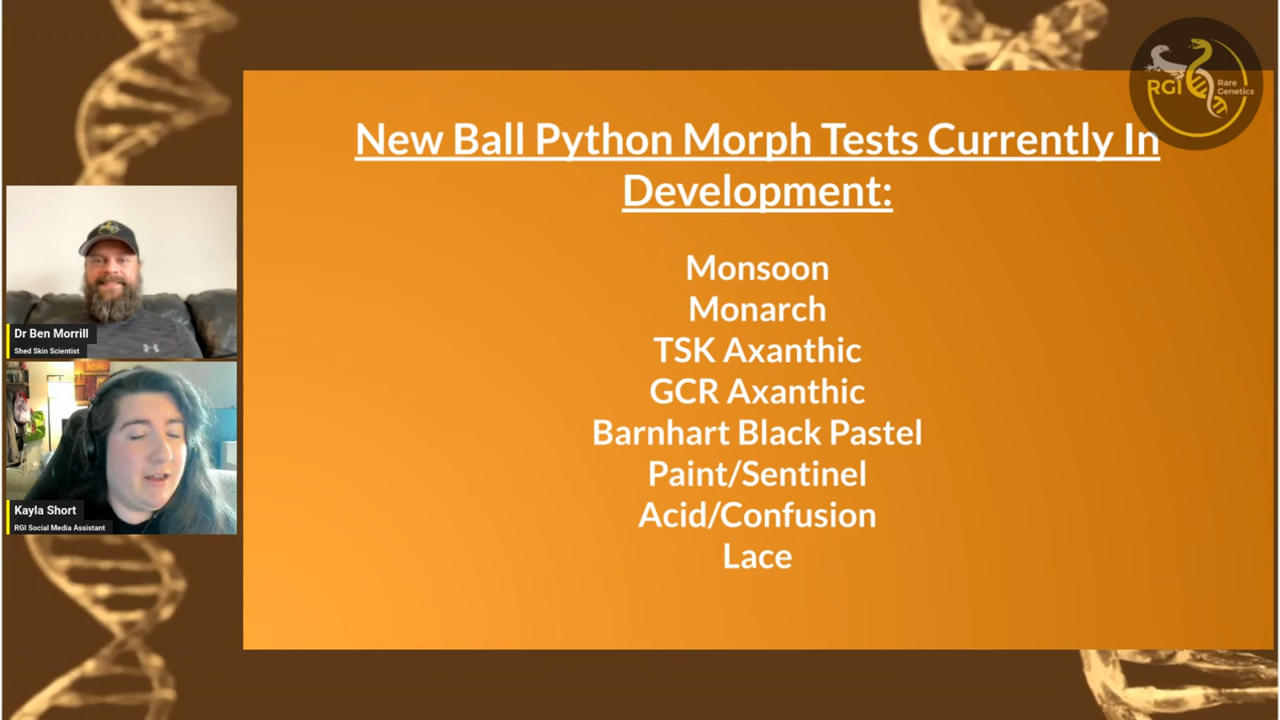 RGI
Rare
Genetics
New Ball Python Morph Tests Currently In
Development:
Monsoon
Monarch
TSK Axanthic
GCR Axanthic
Barnhart Black Pastel
Paint/Sentinel
Acid/Confusion
Lace
Dr Ben Morrill
Shed Skin Scientist
Kayla Short
RGI Social Media Assistant